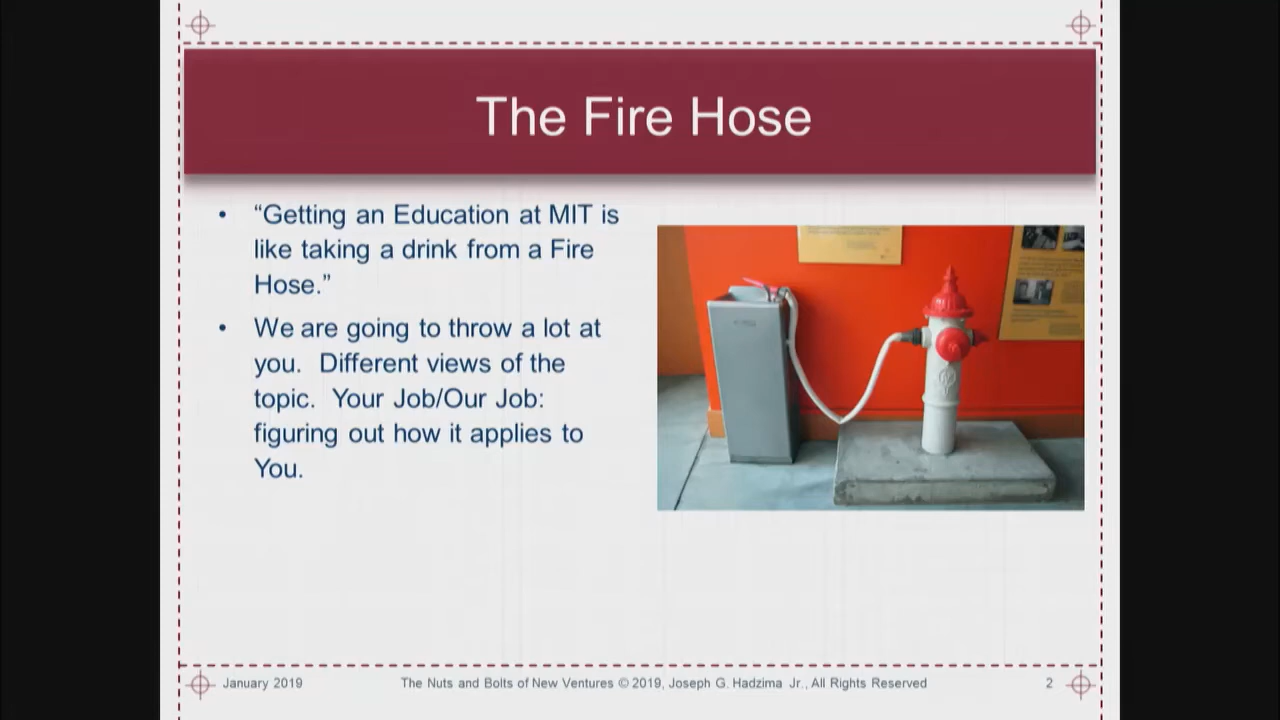 The Fire Hose
• “Getting an Education at MIT is
like taking a drink from a Fire
Hose.”
• We are going to throw a lot at
you.  Different views of the
topic.  Your Job/Our Job:
figuring out how it applies to
You.
January 2019
The Nuts and Bolts of New Ventures © 2019, Joseph G. Hadzima Jr., All Rights Reserved
2